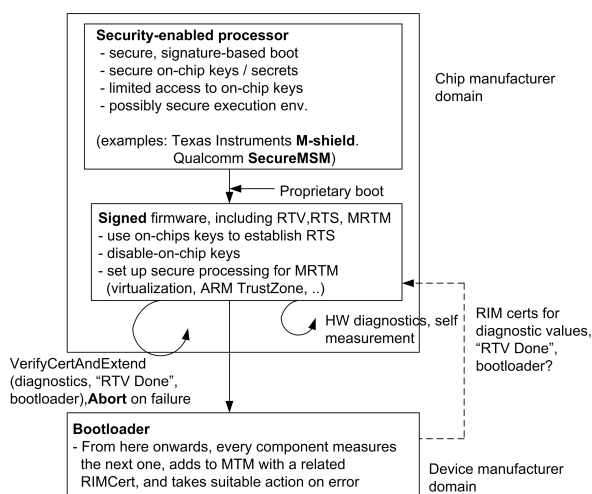 Security-enabled processor
- secure, signature-based boot
- secure on-chip keys / secrets
- limited access to on-chip keys
- possibly secure execution env.
(examples: Texas Instruments M-shield.
Qualcomm SecureMSM)
Chip manufacturer
domain
Proprietary boot
Signed firmware, including RTV,RTS, MRTM
- use on-chips keys to establish RTS
- disable-on-chip keys
- set up secure processing for MRTM
(virtualization, ARM TrustZone, ..)
HW diagnostics, self
measurement
RIM certs for
diagnostic values,
“RTV Done”,
bootloader?
VerifyCertAndExtend
(diagnostics, “RTV Done”,
bootloader),Abort on failure
Bootloader
- From here onwards, every component measures
the next one, adds to MTM with a related
RIMCert, and takes suitable action on error
Device manufacturer
domain